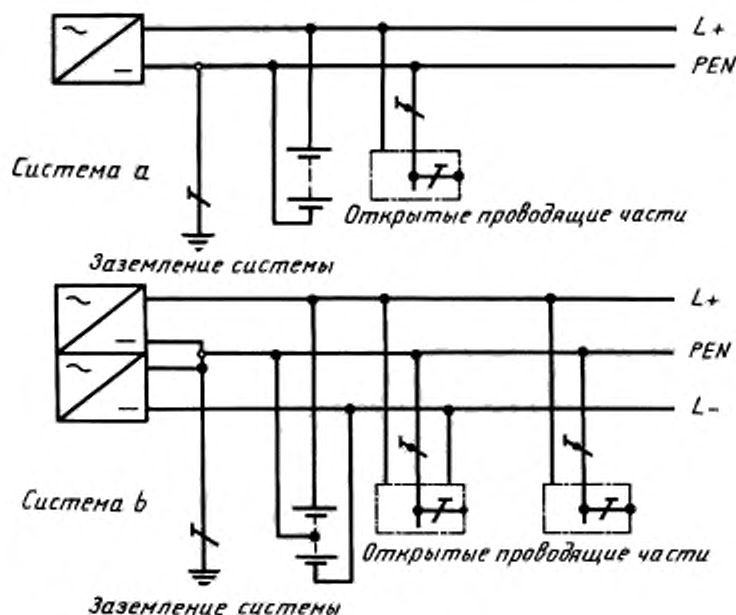 L+
PEN
Система a
Открытые проводящие части
Заземление системы
L+
PEN
L-
Система b
Открытые проводящие части
Заземление системы